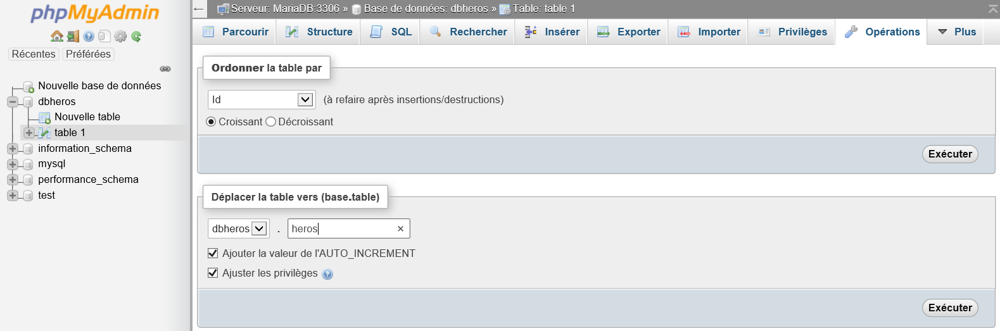 phpMyAdmin
Récentes Préférées
Nouvelle base de données
dbheros
Nouvelle table
table 1
information_schema
mysql
performance_schema
test
← Serveur: MariaDB:3306 » Base de données: dbheros » Table: table 1
Parcourir Structure SQL Rechercher Insérer Exporter Importer Privilèges Opérations Plus
Ordonner la table par
Id (à refaire après insertions/destructions)
Croissant Décroissant
Exécuter
Déplacer la table vers (base.table)
dbheros . heros ×
Ajouter la valeur de l'AUTO_INCREMENT
Ajuster les privilèges
Exécuter